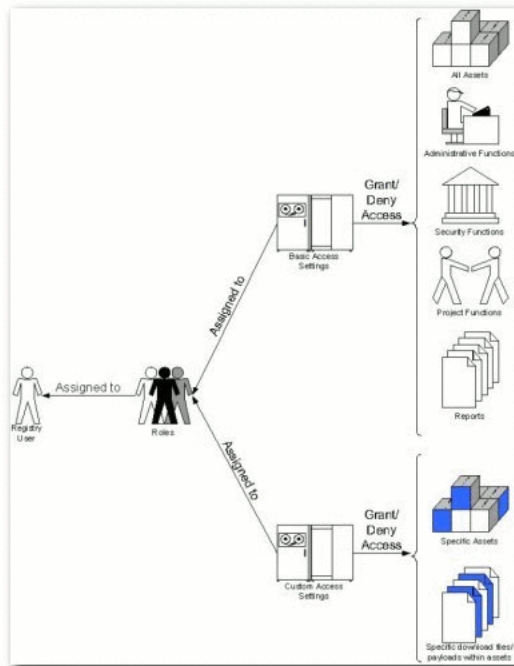 All Assets
Administrative Functions
Grant/
Deny
Access
Security Functions
Basic Access
Settings
Project Functions
Assigned to
Reports
Assigned to
Registry
User
Roles
Assigned to
Grant/
Deny
Access
Specific Assets
Custom Access
Settings
Specific download files/
payloads within assets